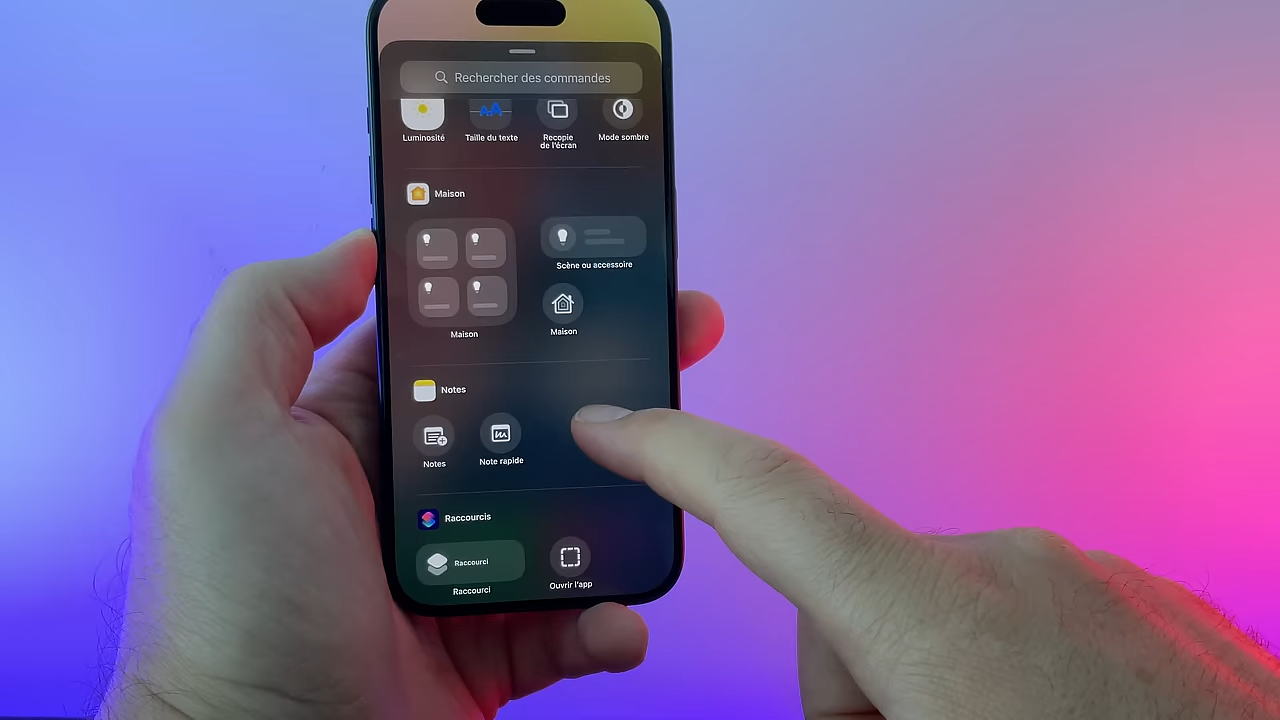 Rechercher des commandes
AA
Luminosité
Taille du texte
Recopie
de l'écran
Mode sombre
Maison
Scène ou accessoire
Maison
Maison
Notes
Notes
Note rapide
Raccourcis
Raccourci
Raccourci
Ouvrir l'app